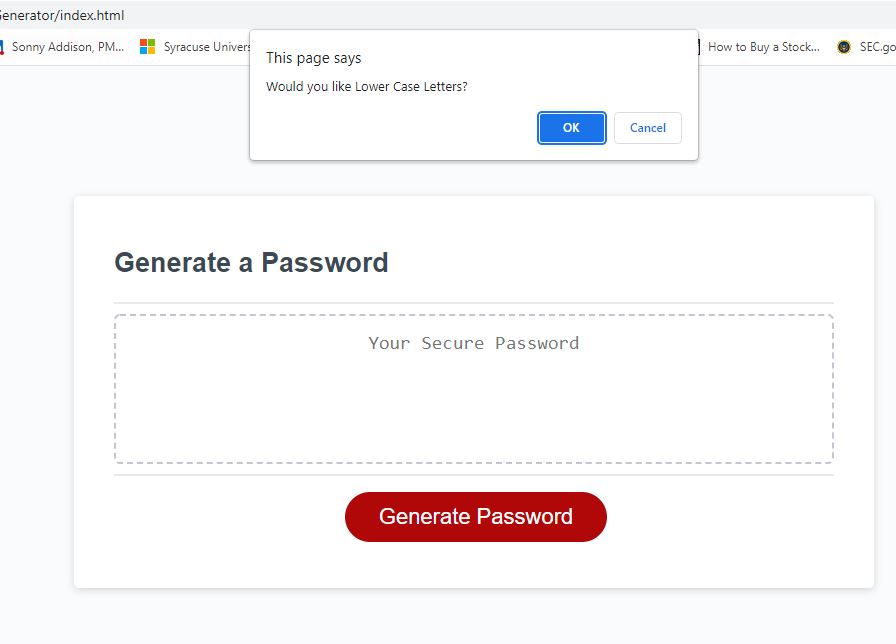 Generator/index.html
Sonny Addison, PM... Syracuse Univers How to Buy a Stock... SEC.go
This page says
Would you like Lower Case Letters?
OK Cancel
Generate a Password
Your Secure Password
Generate Password